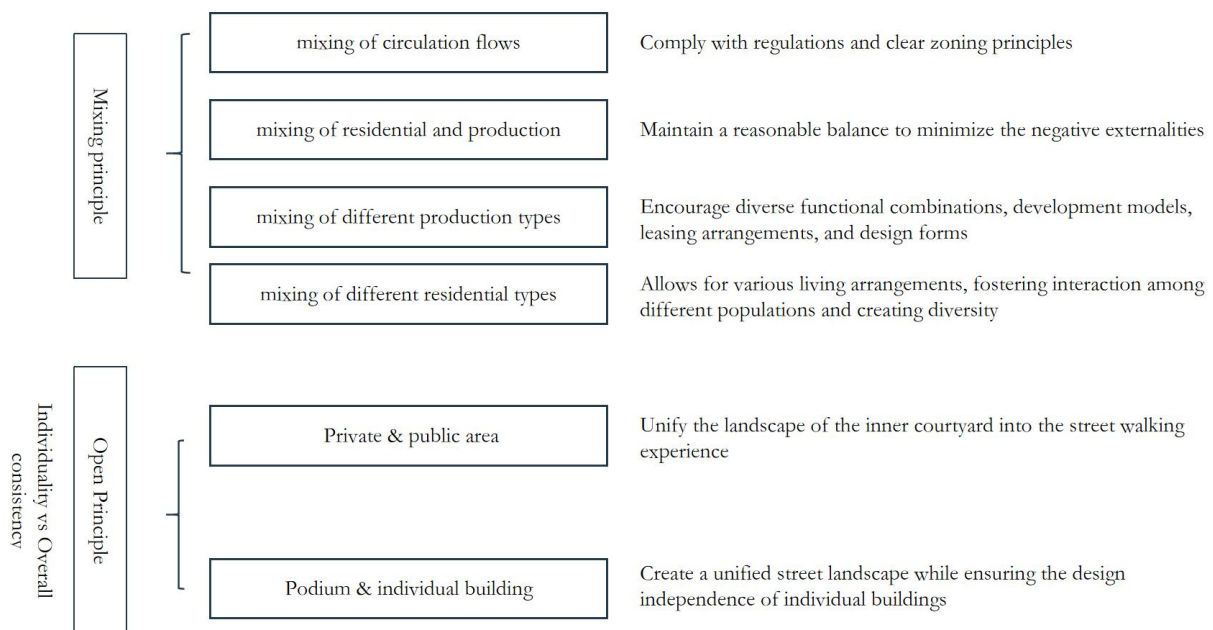 Mixing principle
mixing of circulation flows
Comply with regulations and clear zoning principles
mixing of residential and production
Maintain a reasonable balance to minimize the negative externalities
mixing of different production types
Encourage diverse functional combinations, development models,
leasing arrangements, and design forms
mixing of different residential types
Allows for various living arrangements, fostering interaction among
different populations and creating diversity
Individuality vs Overall
consistency
Open Principle
Private & public area
Unify the landscape of the inner courtyard into the street walking
experience
Podium & individual building
Create a unified street landscape while ensuring the design
independence of individual buildings